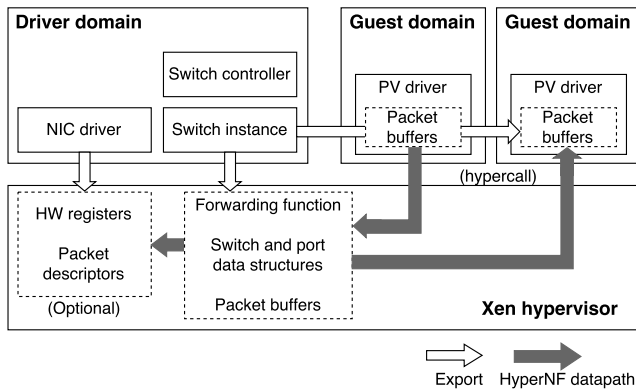 Driver domain
Guest domain
Guest domain
Switch controller
PV driver
PV driver
NIC driver
Switch instance
Packet
buffers
Packet
buffers
(hypercall)
HW registers
Packet
descriptors
(Optional)
Forwarding function
Switch and port
data structures
Packet buffers
Xen hypervisor
Export
HyperNF datapath